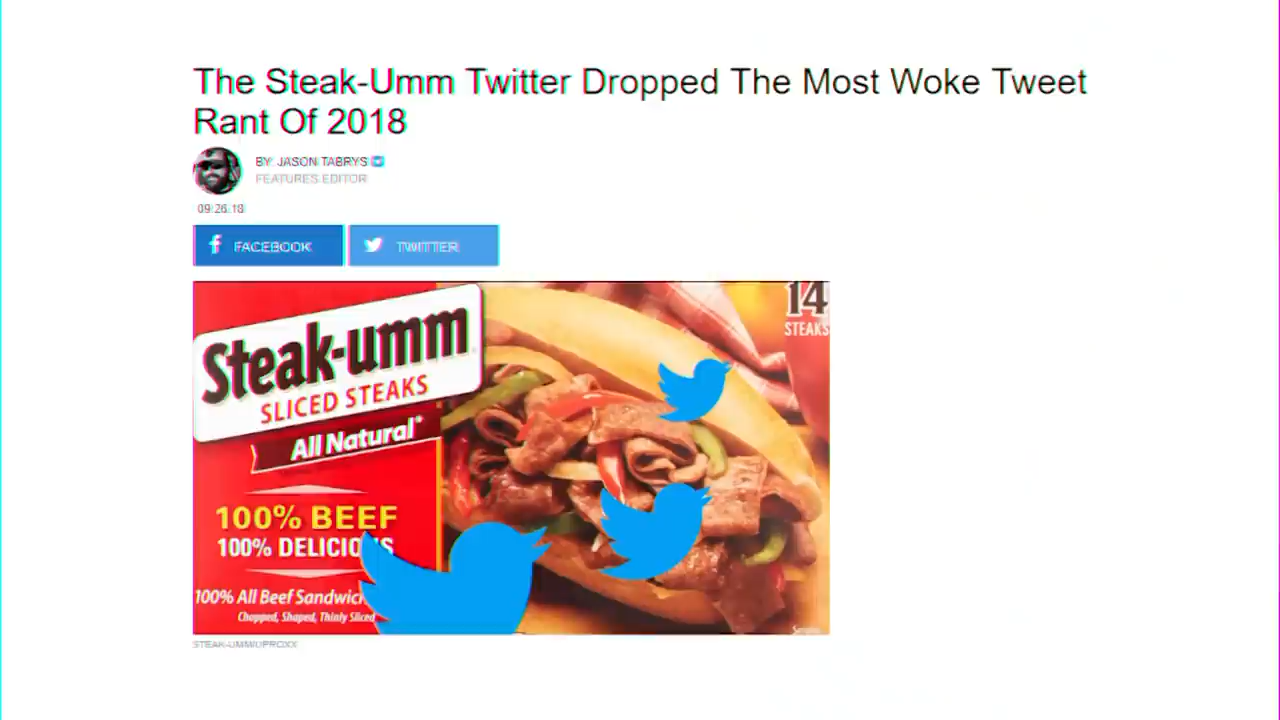 The Steak-Umm Twitter Dropped The Most Woke Tweet
Rant Of 2018
BY: JASON TABRYS
FEATURES EDITOR
09.26.18
FACEBOOK
TWITTER
Steak-umm
SLICED STEAKS
All Natural*
100% BEEF
100% DELICIOUS
100% All Beef Sandwich
Chopped, Shaped, Thinly Sliced
14
STEAKS
STEAK-UMM/UPROXX